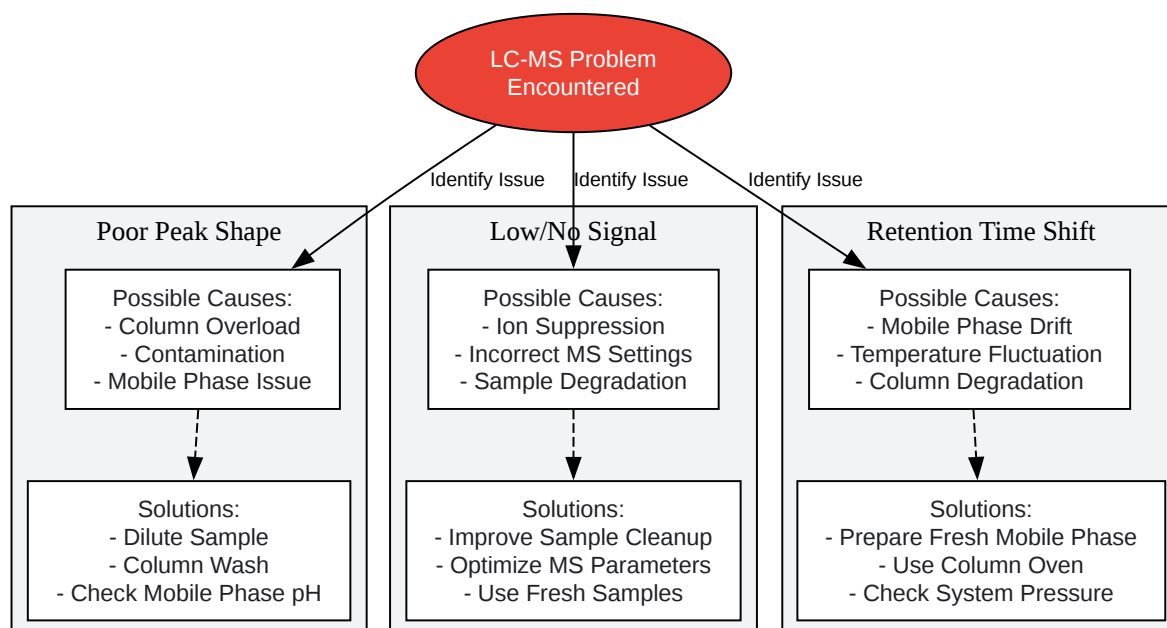 LC-MS Problem
Encountered
Identify Issue
Identify Issue
Identify Issue
Poor Peak Shape
Possible Causes:
- Column Overload
- Contamination
- Mobile Phase Issue
Solutions:
- Dilute Sample
- Column Wash
- Check Mobile Phase pH
Low/No Signal
Possible Causes:
- Ion Suppression
- Incorrect MS Settings
- Sample Degradation
Solutions:
- Improve Sample Cleanup
- Optimize MS Parameters
- Use Fresh Samples
Retention Time Shift
Possible Causes:
- Mobile Phase Drift
- Temperature Fluctuation
- Column Degradation
Solutions:
- Prepare Fresh Mobile Phase
- Use Column Oven
- Check System Pressure